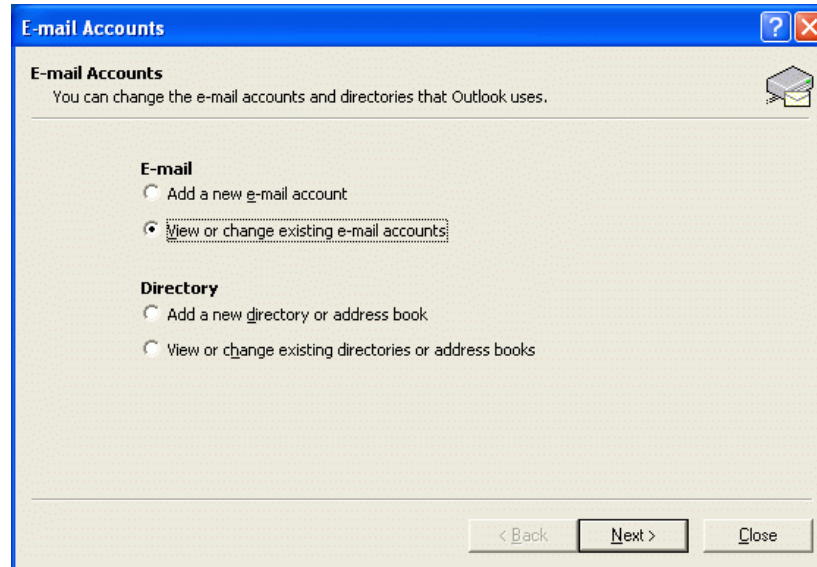 E-mail Accounts
E-mail Accounts
You can change the e-mail accounts and directories that Outlook uses.
E-mail
Add a new e-mail account
View or change existing e-mail accounts
Directory
Add a new directory or address book
View or change existing directories or address books
< Back Next > Close